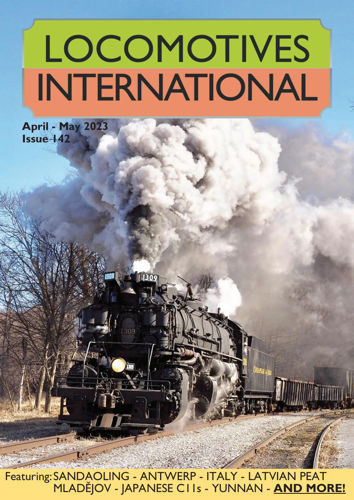 LOCOMOTIVES
INTERNATIONAL
April - May 2023
Issue 142
1309
1309
Featuring: SANDAOLING - ANTWERP - ITALY - LATVIAN PEAT
MLADĚJOV - JAPANESE C11s - YUNNAN - AND MORE!